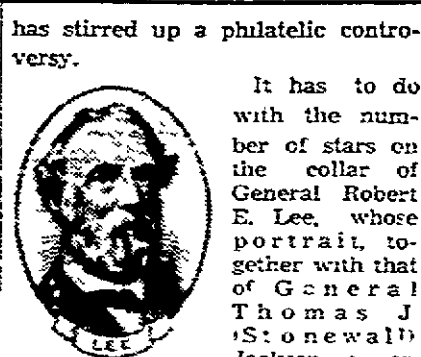 has stirred up a philatelic contro-
versy.
It has to do
with the num-
ber of stars on
the collar of
General Robert
E. Lee, whose
portrait, to-
gether with that
of General
Thomas J
(Stonewall)
Jackson
LEE